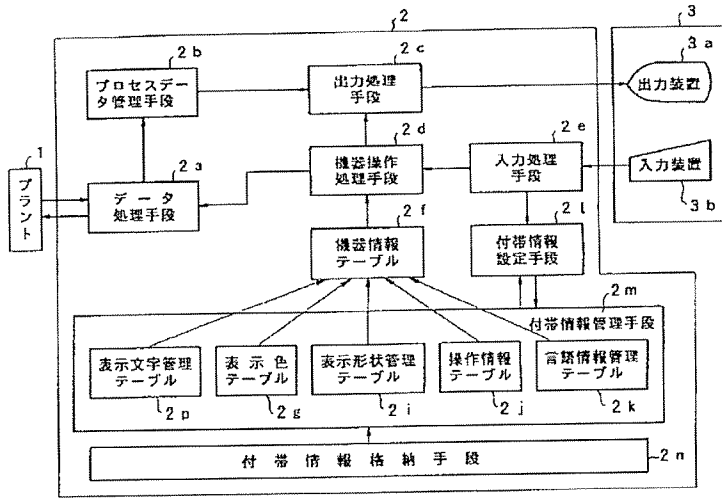 2
3
2b
2c
3a
プロセスデー
タ管理手段
出力処理
手段
出力装置
2d
2e
1
プラント
2a
データ
処理手段
機器操作
処理手段
入力処理
手段
入力装置
3b
2f
2l
機器情報
テーブル
付帯情報
設定手段
2m
付帯情報管理手段
表示文字管理
テーブル
表示色
テーブル
表示形状管理
テーブル
操作情報
テーブル
言語情報管理
テーブル
2p
2g
2i
2j
2k
付帯情報格納手段
2n